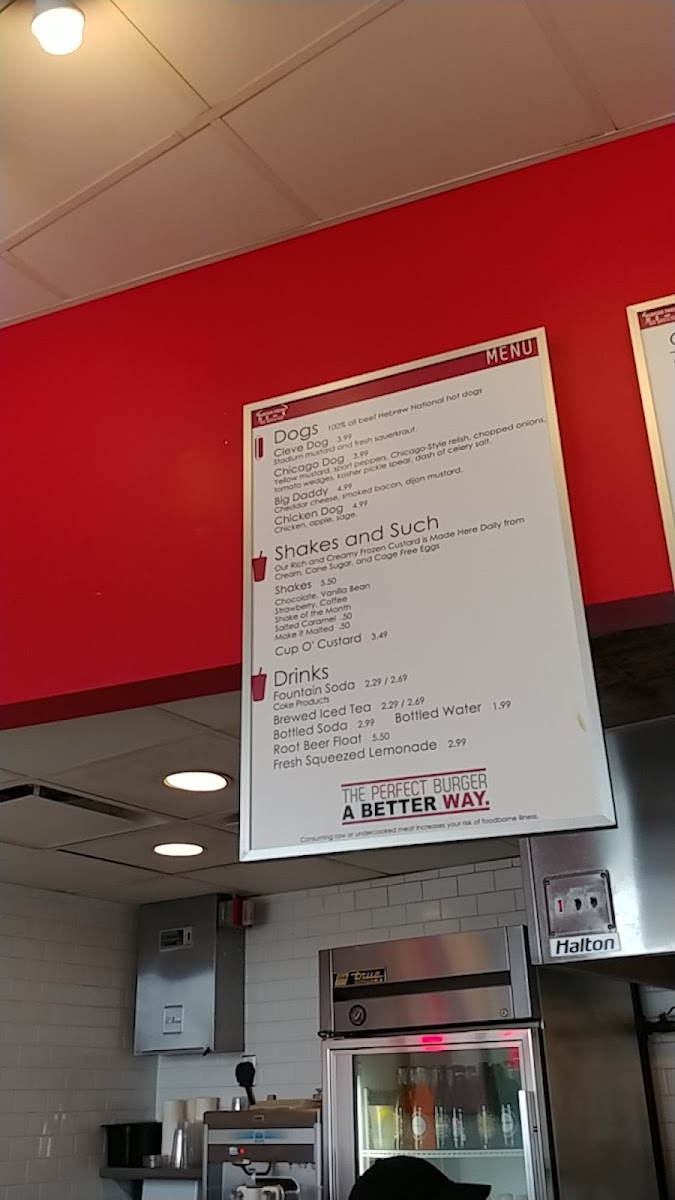 MENU
Dogs 100% all beef Hebrew National hot dogs
Cleve Dog 3.99
Stadium mustard and fresh sauerkraut.
Chicago Dog 3.99
Yellow mustard, sport peppers, Chicago-Style relish, chopped onions,
tomato wedges, kosher pickle spear, dash of celery salt.
Big Daddy 4.99
Cheddar cheese, smoked bacon, dijon mustard.
Chicken Dog 4.99
Chicken, apple, sage.
Shakes and Such
Our Rich and Creamy Frozen Custard is Made Here Daily from
Cream, Cane Sugar, and Cage Free Eggs
Shakes 5.50
Chocolate, Vanilla Bean
Strawberry, Coffee
Shake of the Month
Salted Caramel .50
Make it Malted .50
Cup O' Custard 3.49
Drinks
Fountain Soda 2.29 / 2.69
Coke Products
Brewed Iced Tea 2.29 / 2.69
Bottled Soda 2.99 Bottled Water 1.99
Root Beer Float 5.50
Fresh Squeezed Lemonade 2.99
THE PERFECT BURGER
A BETTER WAY.
Consuming raw or undercooked meat increases your risk of foodborne illness.
Halton
true